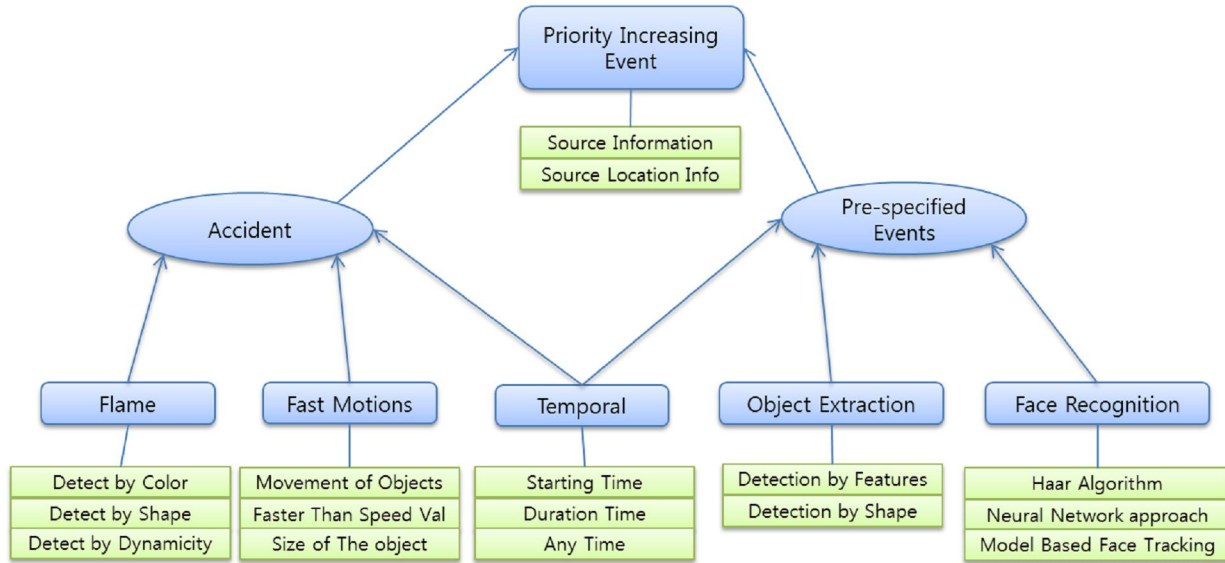 Priority Increasing
Event
Source Information
Source Location Info
Accident
Pre-specified
Events
Flame
Fast Motions
Temporal
Object Extraction
Face Recognition
Detect by Color
Detect by Shape
Detect by Dynamicity
Movement of Objects
Faster Than Speed Val
Size of The object
Starting Time
Duration Time
Any Time
Detection by Features
Detection by Shape
Haar Algorithm
Neural Network approach
Model Based Face Tracking